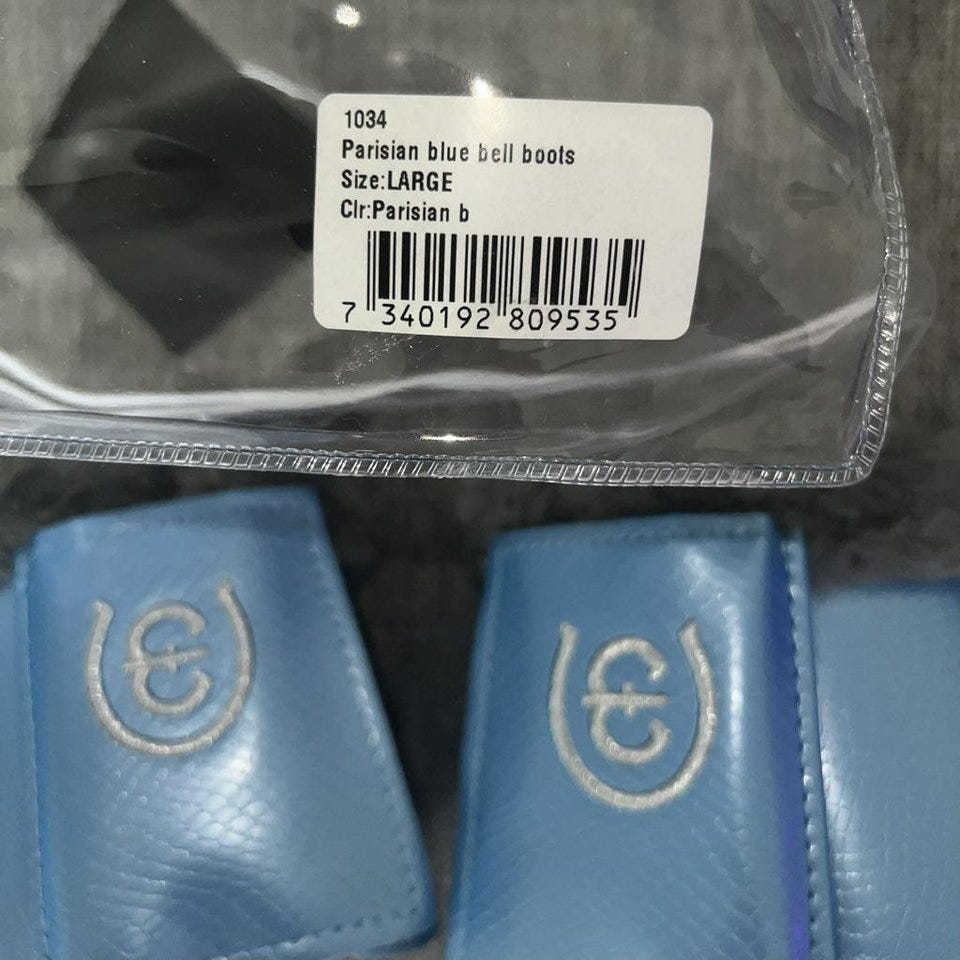 1034
Parisian blue bell boots
Size:LARGE
Clr:Parisian b
7 340192 809535